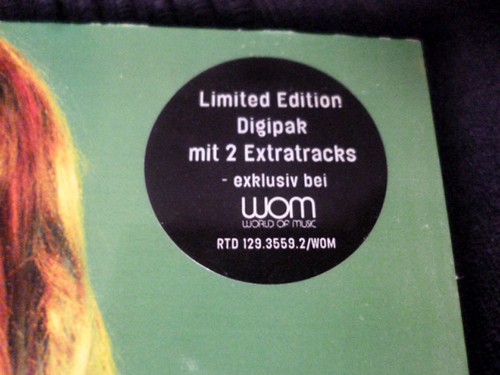 Limited Edition
Digipak
mit 2 Extratracks
- exklusiv bei
WOM
WORLD OF MUSIC
RTD 129.3559.2/WOM